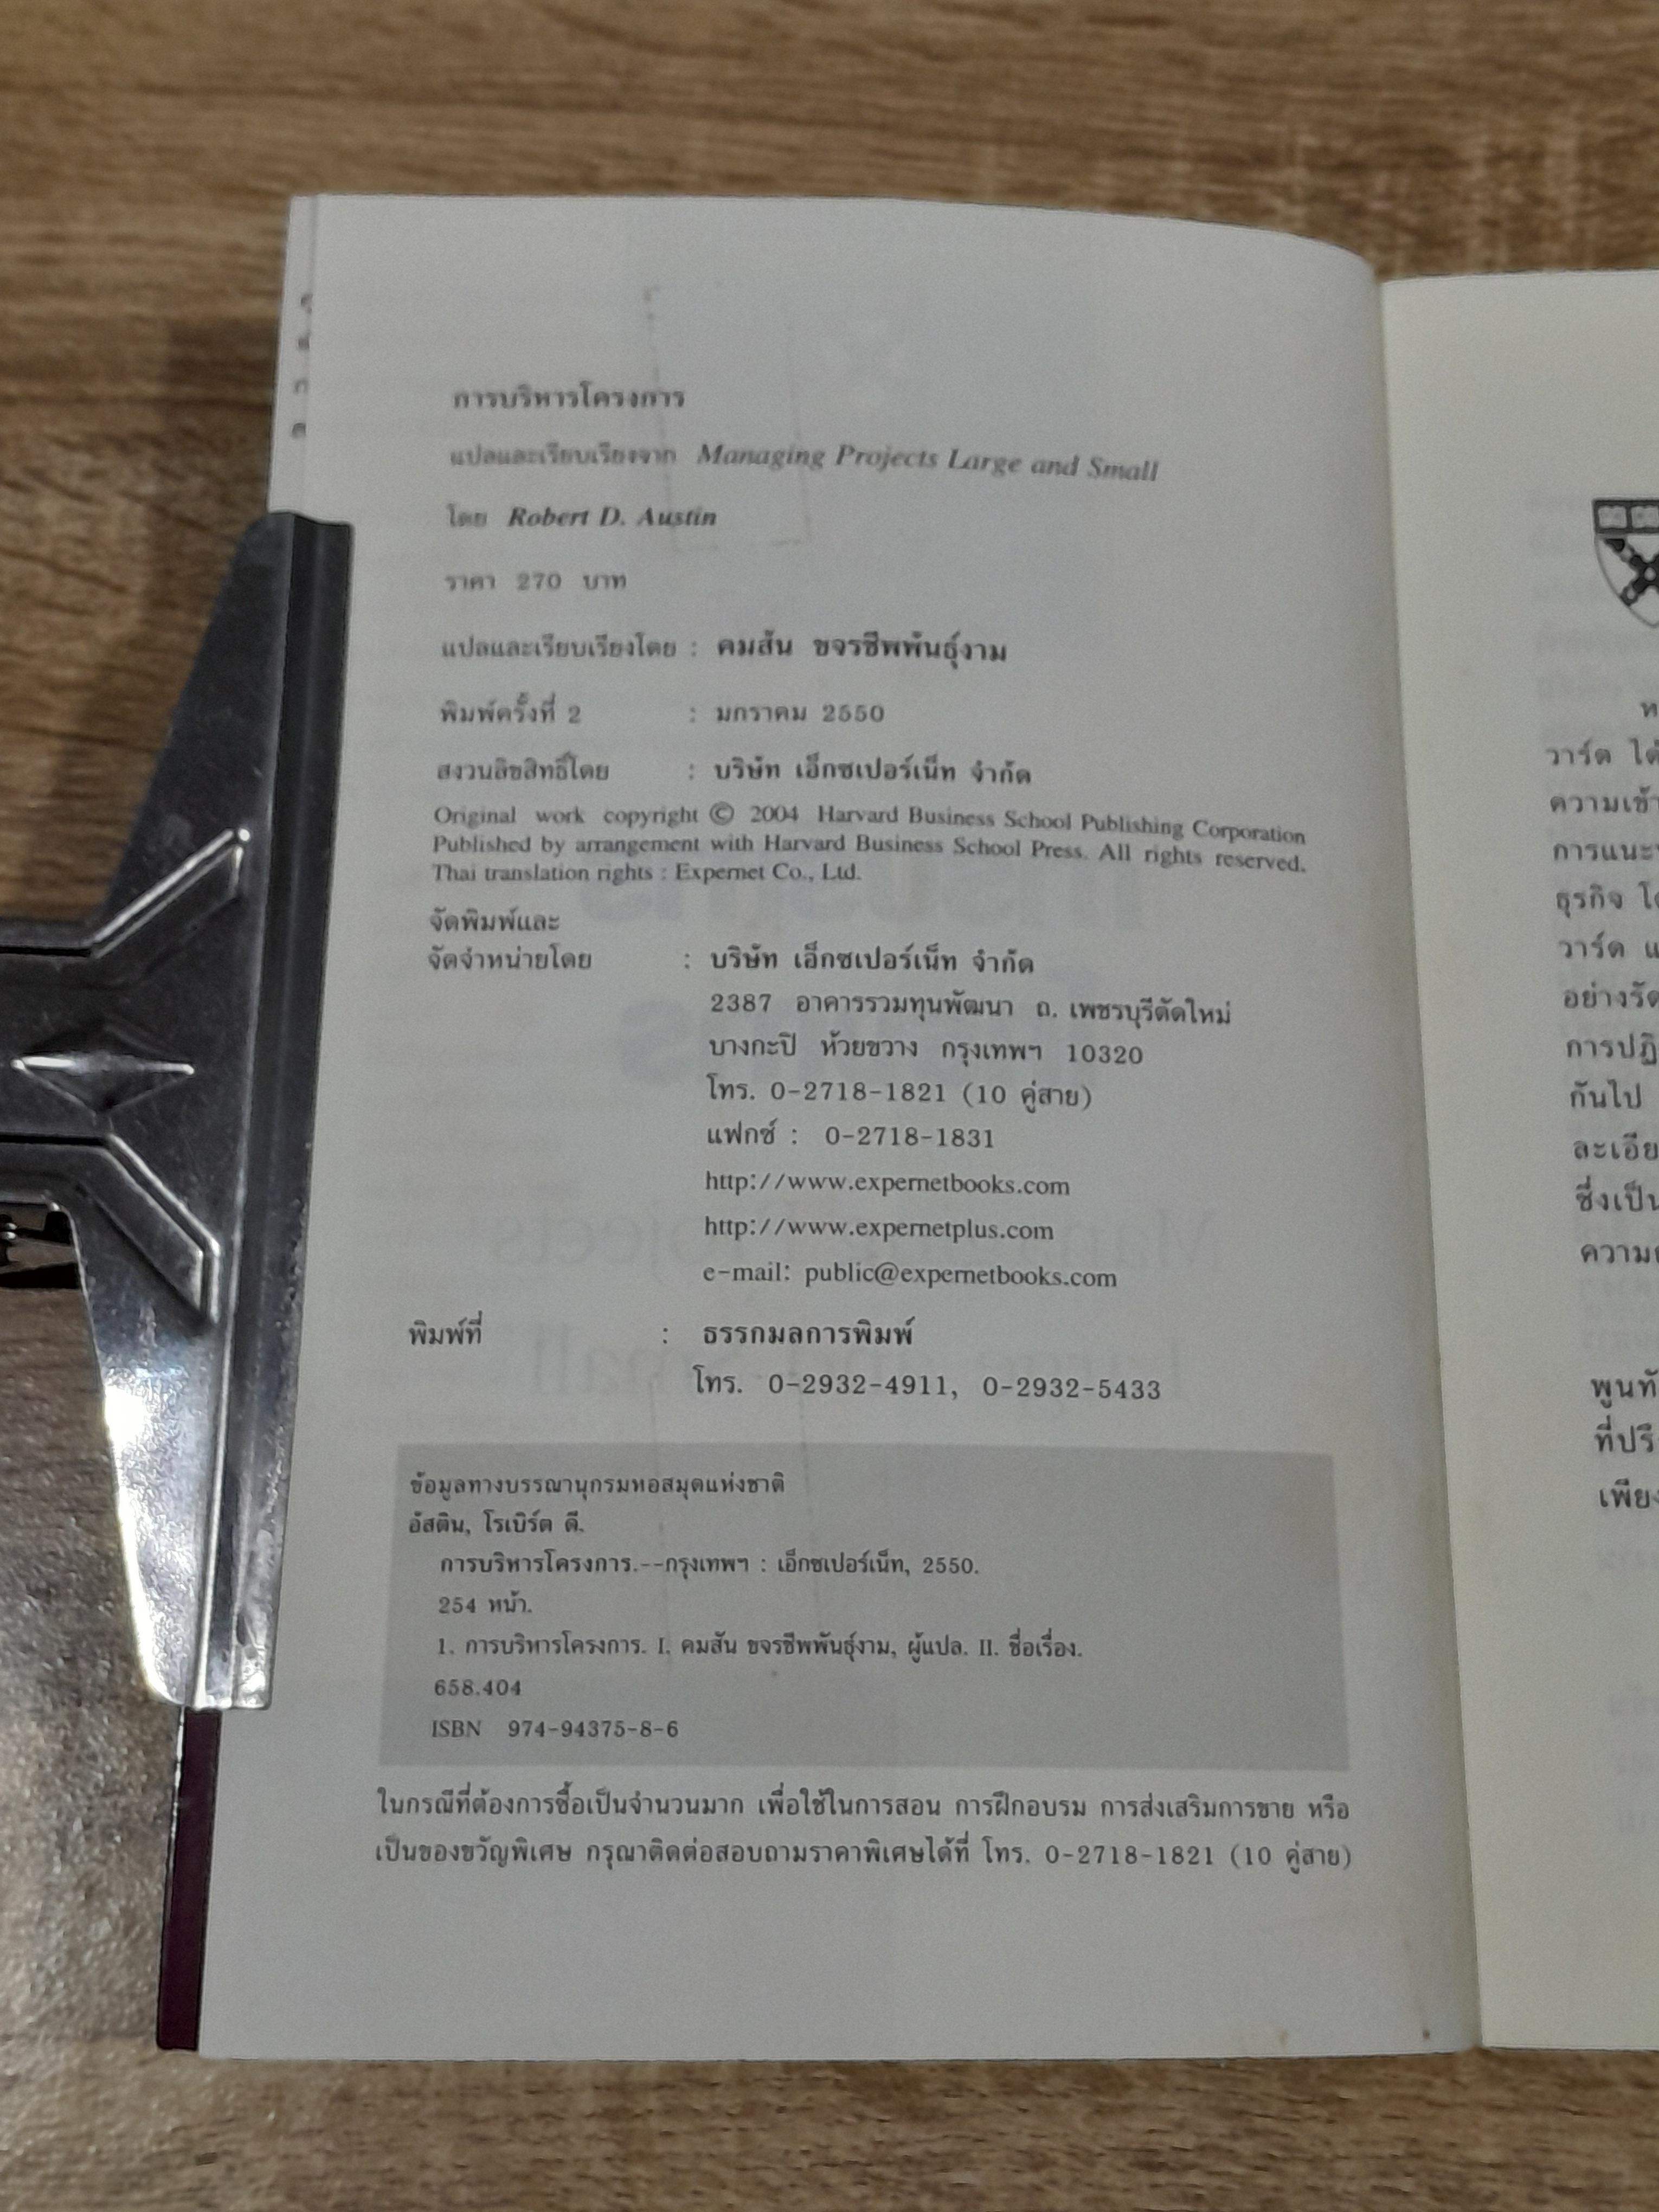 การบริหารโครงการ
แปลและเรียบเรียงจาก Managing Projects Large and Small
โดย Robert D. Austin
ราคา 270 บาท
แปลและเรียบเรียงโดย : คมสัน ขจรชีพพันธุ์งาม
พิมพ์ครั้งที่ 2 : มกราคม 2550
สงวนลิขสิทธิ์โดย : บริษัท เอ็กซเปอร์เน็ท จำกัด
Original work copyright © 2004 Harvard Business School Publishing Corporation
Published by arrangement with Harvard Business School Press. All rights reserved.
Thai translation rights : Expernet Co., Ltd.
จัดพิมพ์และ
จัดจำหน่ายโดย : บริษัท เอ็กซเปอร์เน็ท จำกัด
2387 อาคารรวมทุนพัฒนา ถ. เพชรบุรีตัดใหม่
บางกะปิ ห้วยขวาง กรุงเทพฯ 10320
โทร. 0-2718-1821 (10 คู่สาย)
แฟกซ์ : 0-2718-1831
http://www.expernetbooks.com
http://www.expernetplus.com
e-mail: public@expernetbooks.com
พิมพ์ที่ : ธรรกมลการพิมพ์
โทร. 0-2932-4911, 0-2932-5433
ข้อมูลทางบรรณานุกรมหอสมุดแห่งชาติ
อัสติน, โรเบิร์ต ดี.
การบริหารโครงการ.--กรุงเทพฯ : เอ็กซเปอร์เน็ท, 2550.
254 หน้า.
1. การบริหารโครงการ. I. คมสัน ขจรชีพพันธุ์งาม, ผู้แปล. II. ชื่อเรื่อง.
658.404
ISBN 974-94375-8-6
ในกรณีที่ต้องการซื้อเป็นจำนวนมาก เพื่อใช้ในการสอน การฝึกอบรม การส่งเสริมการขาย หรือ
เป็นของขวัญพิเศษ กรุณาติดต่อสอบถามราคาพิเศษได้ที่ โทร. 0-2718-1821 (10 คู่สาย)
วาร์ด
ธุรกิจ
วาร์ด
กันไป
ซึ่งเป็น